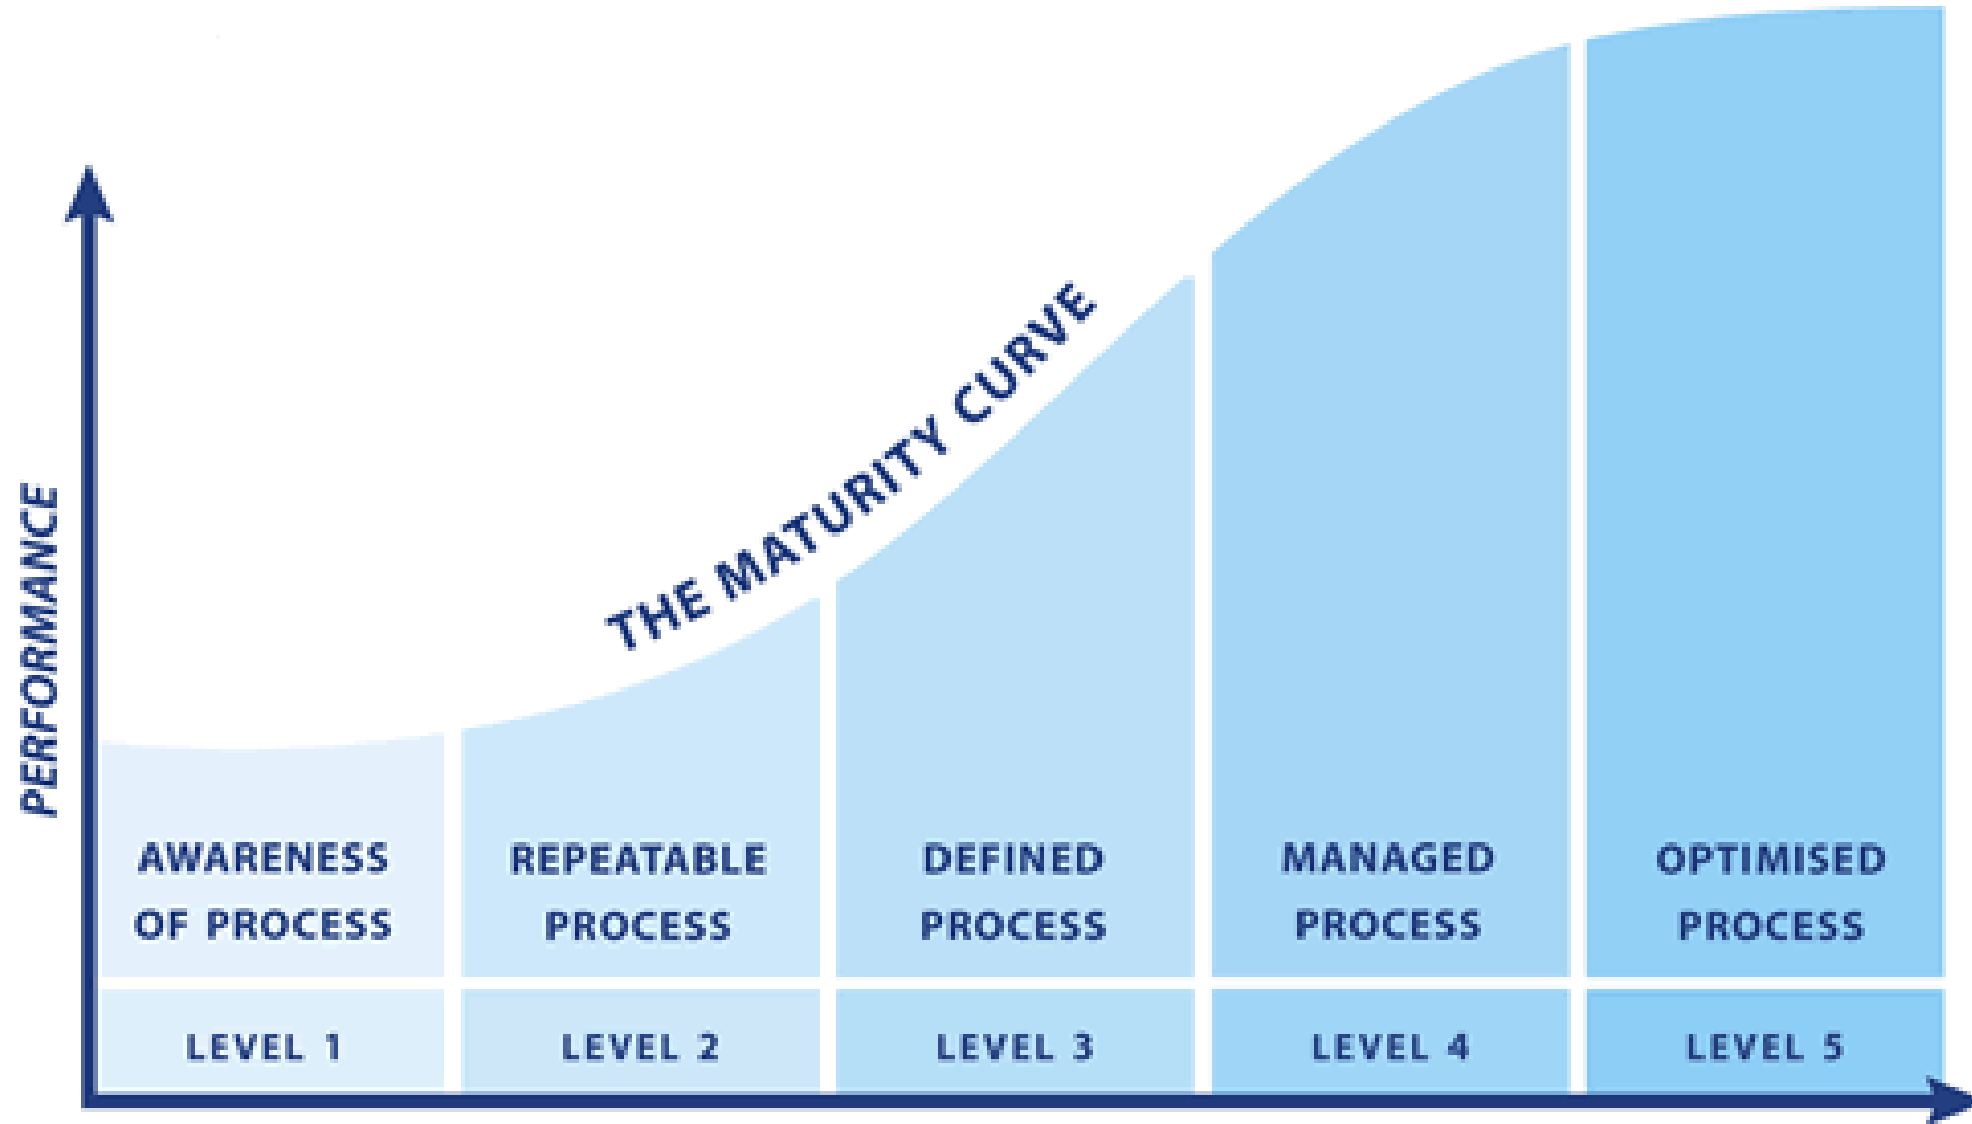 PERFORMANCE
THE MATURITY CURVE
AWARENESS
OF PROCESS
REPEATABLE
PROCESS
DEFINED
PROCESS
MANAGED
PROCESS
OPTIMISED
PROCESS
LEVEL 1
LEVEL 2
LEVEL 3
LEVEL 4
LEVEL 5